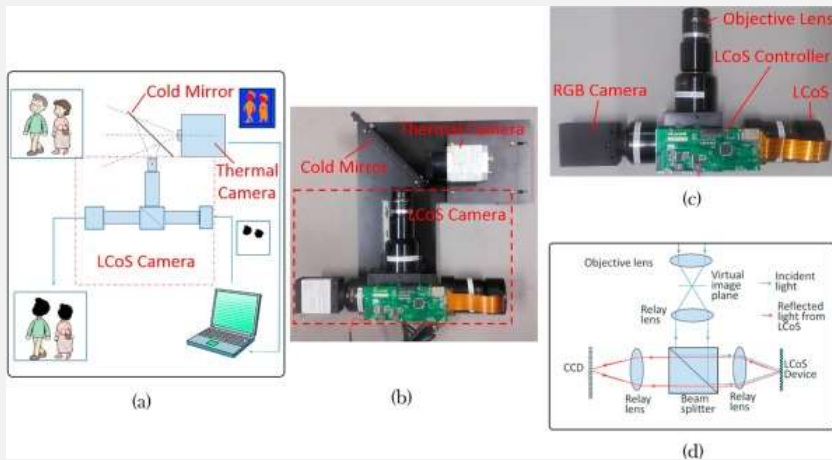 Cold Mirror
Thermal
Camera
LCoS Camera
(a)
Cold Mirror
Thermal Camera
LCoS Camera
(b)
Objective Lens
LCoS Controller
RGB Camera
LCoS
(c)
Objective lens
Virtual
image
plane
Incident
light
Relay
lens
Reflected
light from
LCoS
CCD
LCoS
Device
Relay
lens
Beam
splitter
Relay
lens
(d)